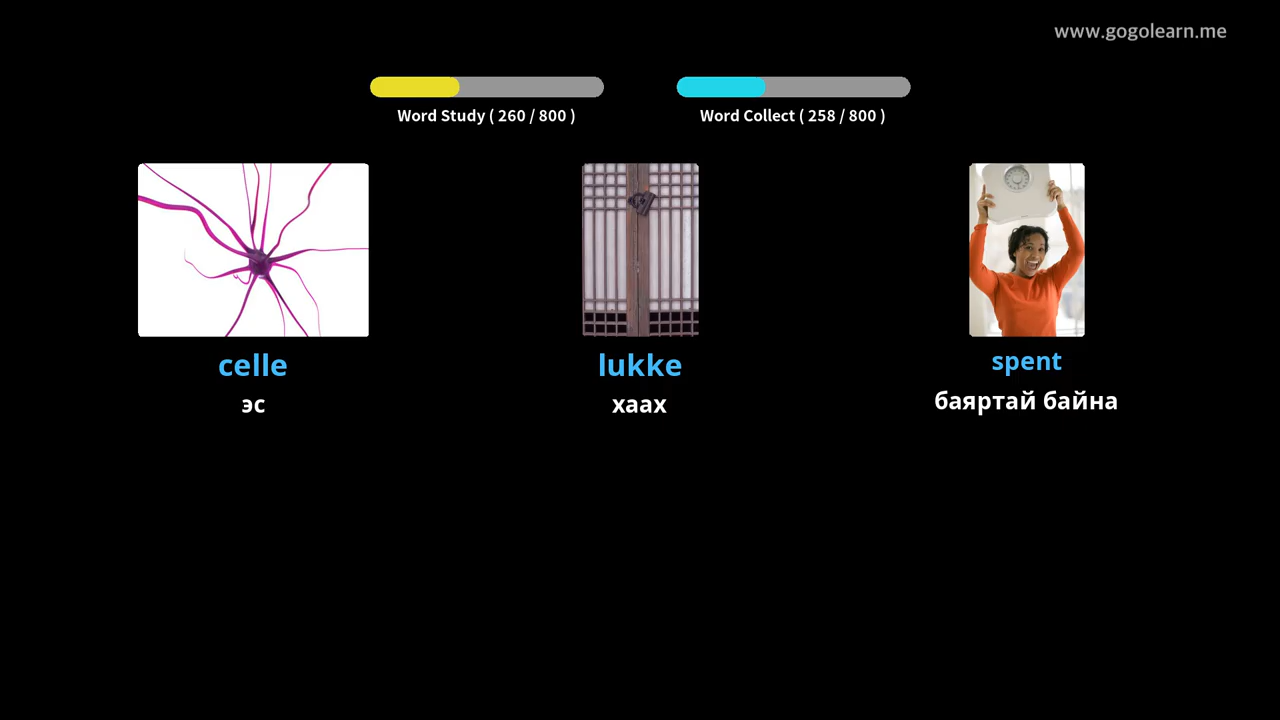 www.gogolearn.me
Word Study ( 260 / 800 )
Word Collect ( 258 / 800 )
celle
lukke
spent
эс
хаах
баяртай байна